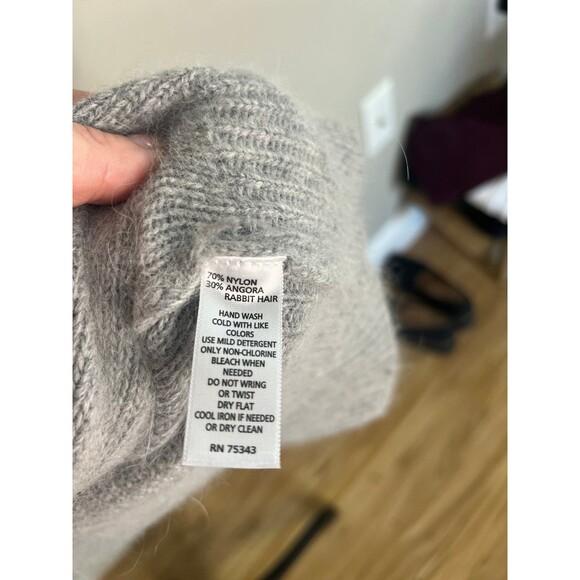 70% NYLON
30% ANGORA
RABBIT HAIR
HAND WASH
COLD WITH LIKE
COLORS
USE MILD DETERGENT
ONLY NON-CHLORINE
BLEACH WHEN
NEEDED
DO NOT WRING
OR TWIST
DRY FLAT
COOL IRON IF NEEDED
OR DRY CLEAN
RN 75343